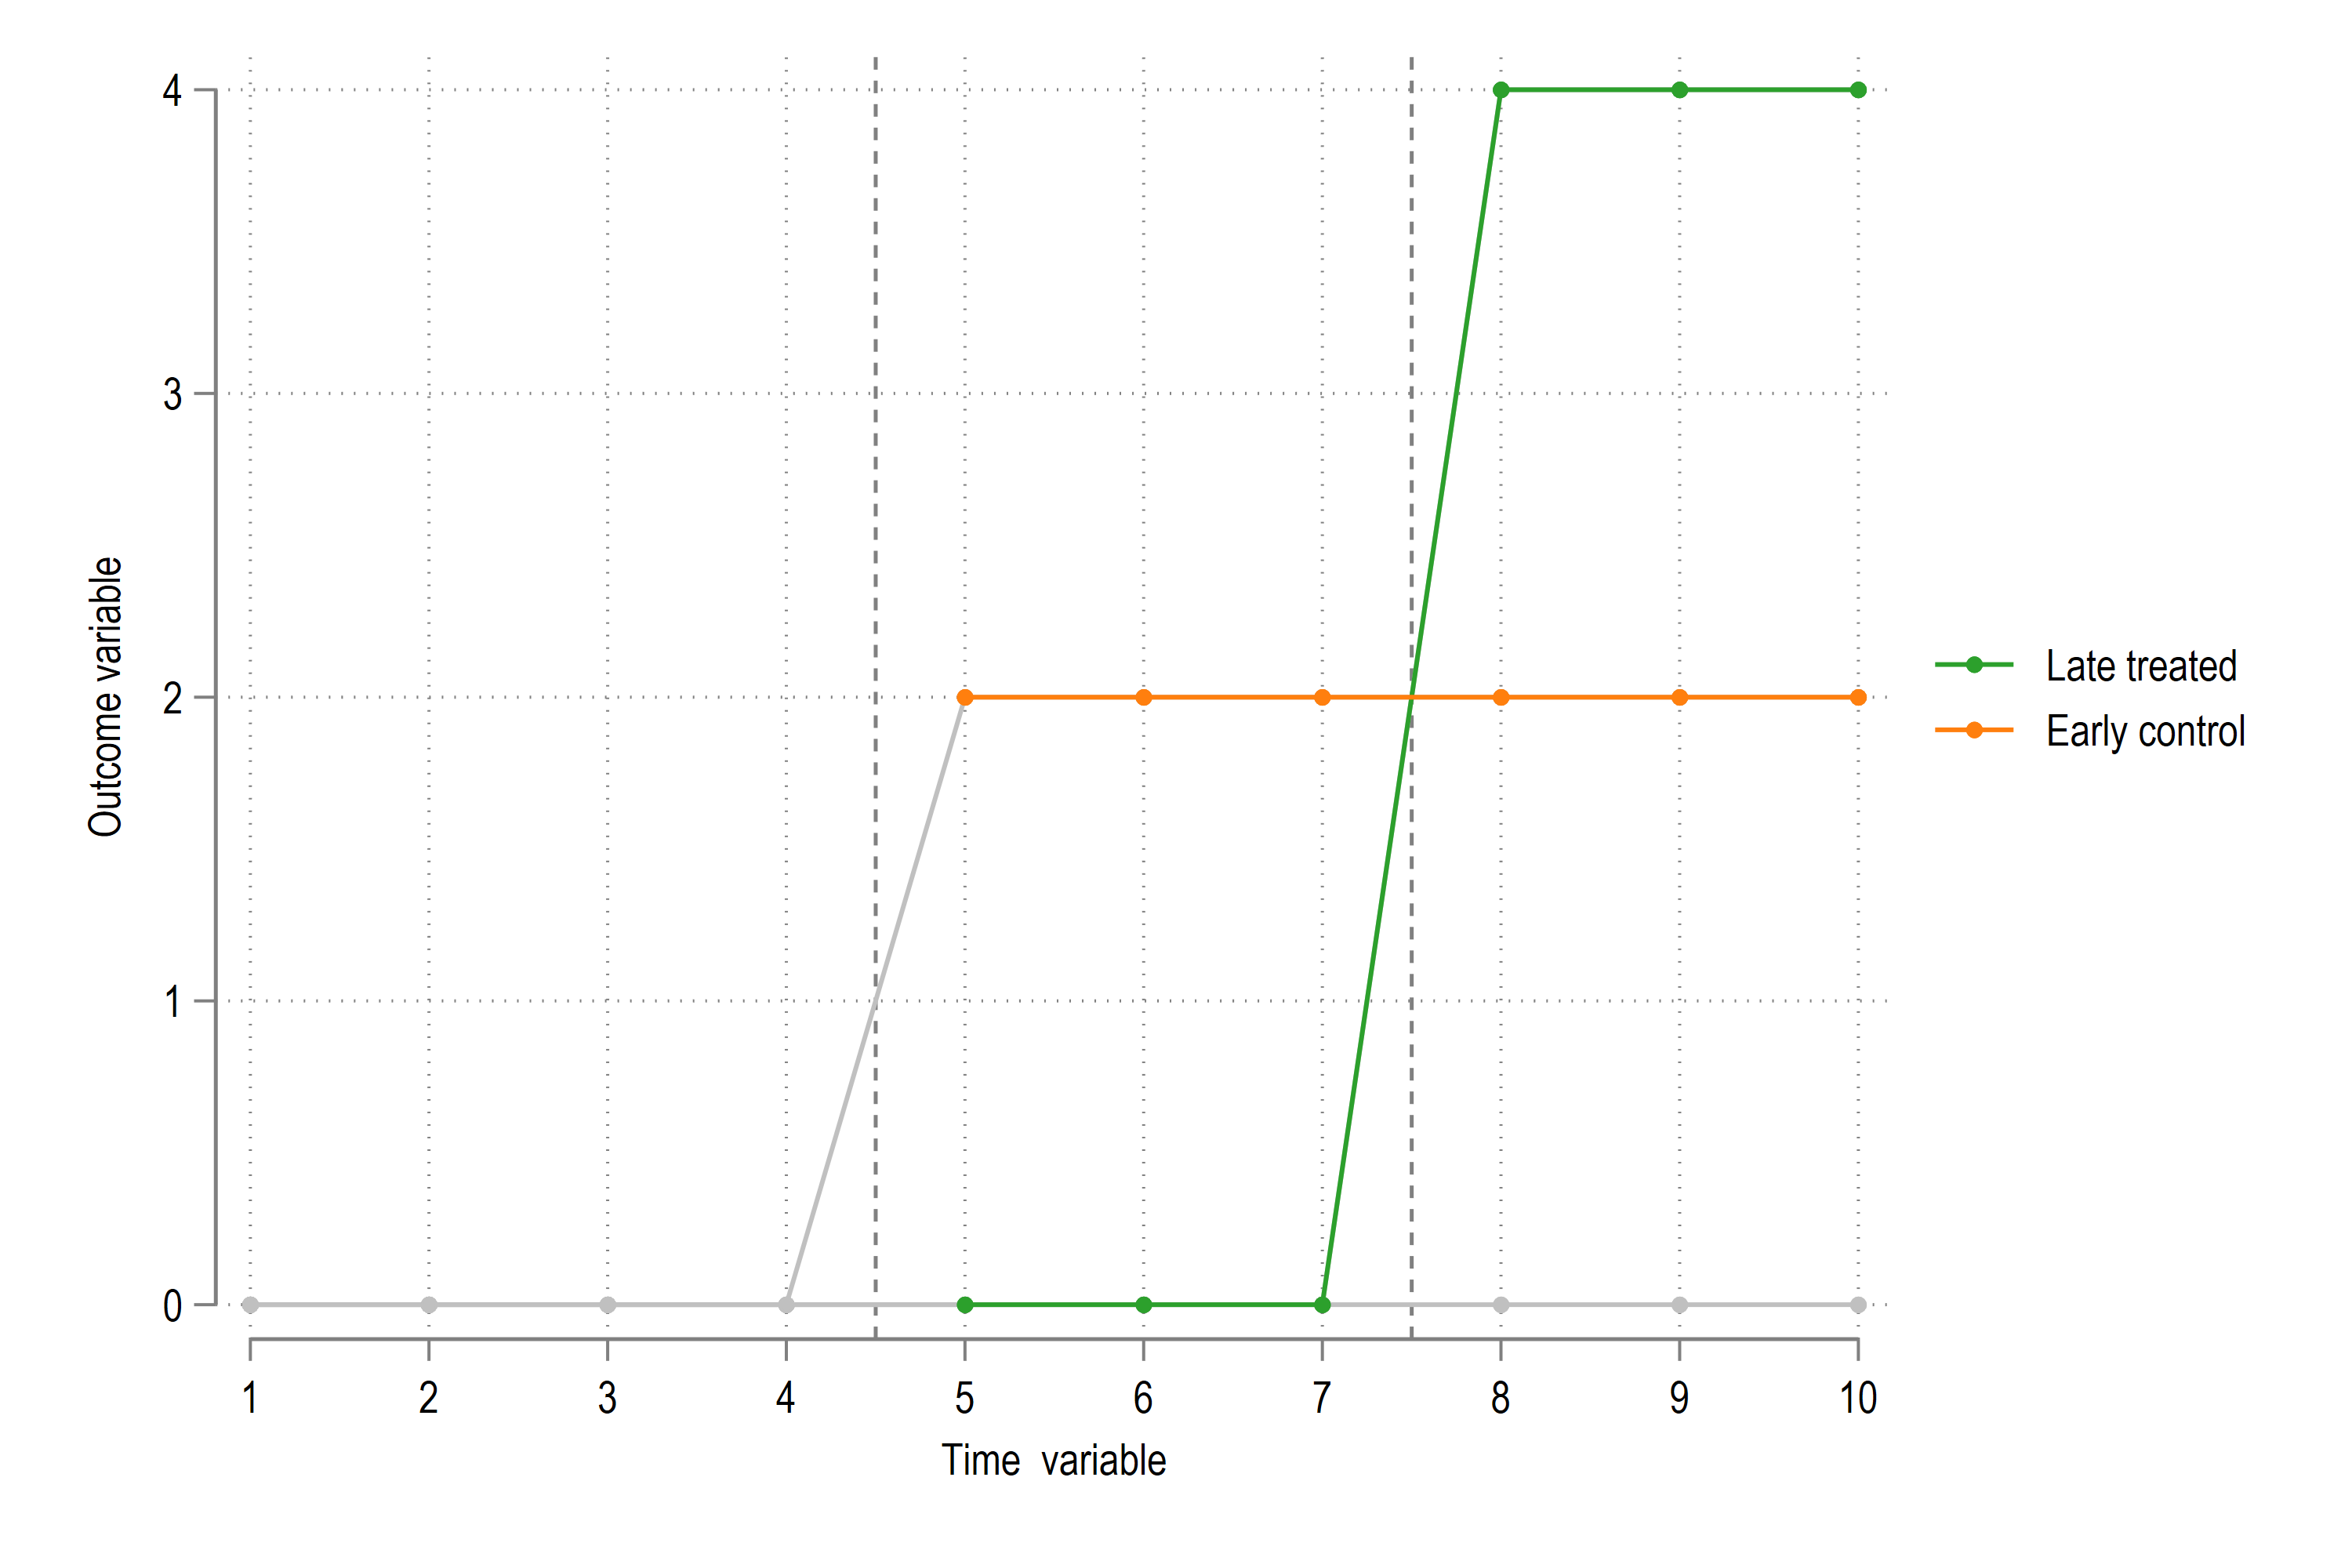 4
3
2
1
0
Outcome variable
1 2 3 4 5 6 7 8 9 10
Time variable
Late treated
Early control